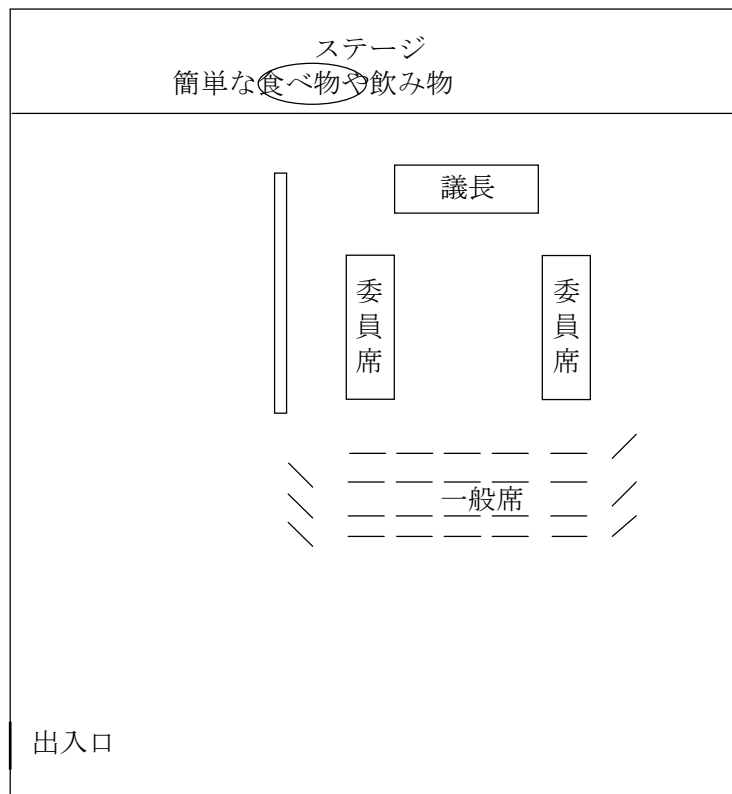 ステージ
簡単な食べ物や飲み物
議長
委員席
委員席
一般席
出入口